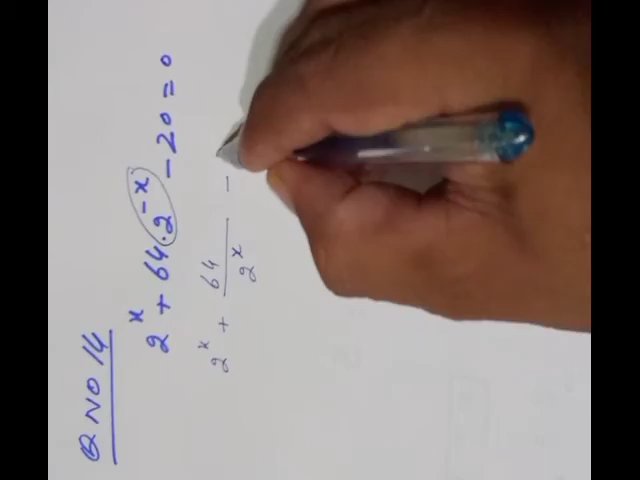 Q NO 14
2^x + 64·2^-x - 20 = 0
2^x + 64/2^x -